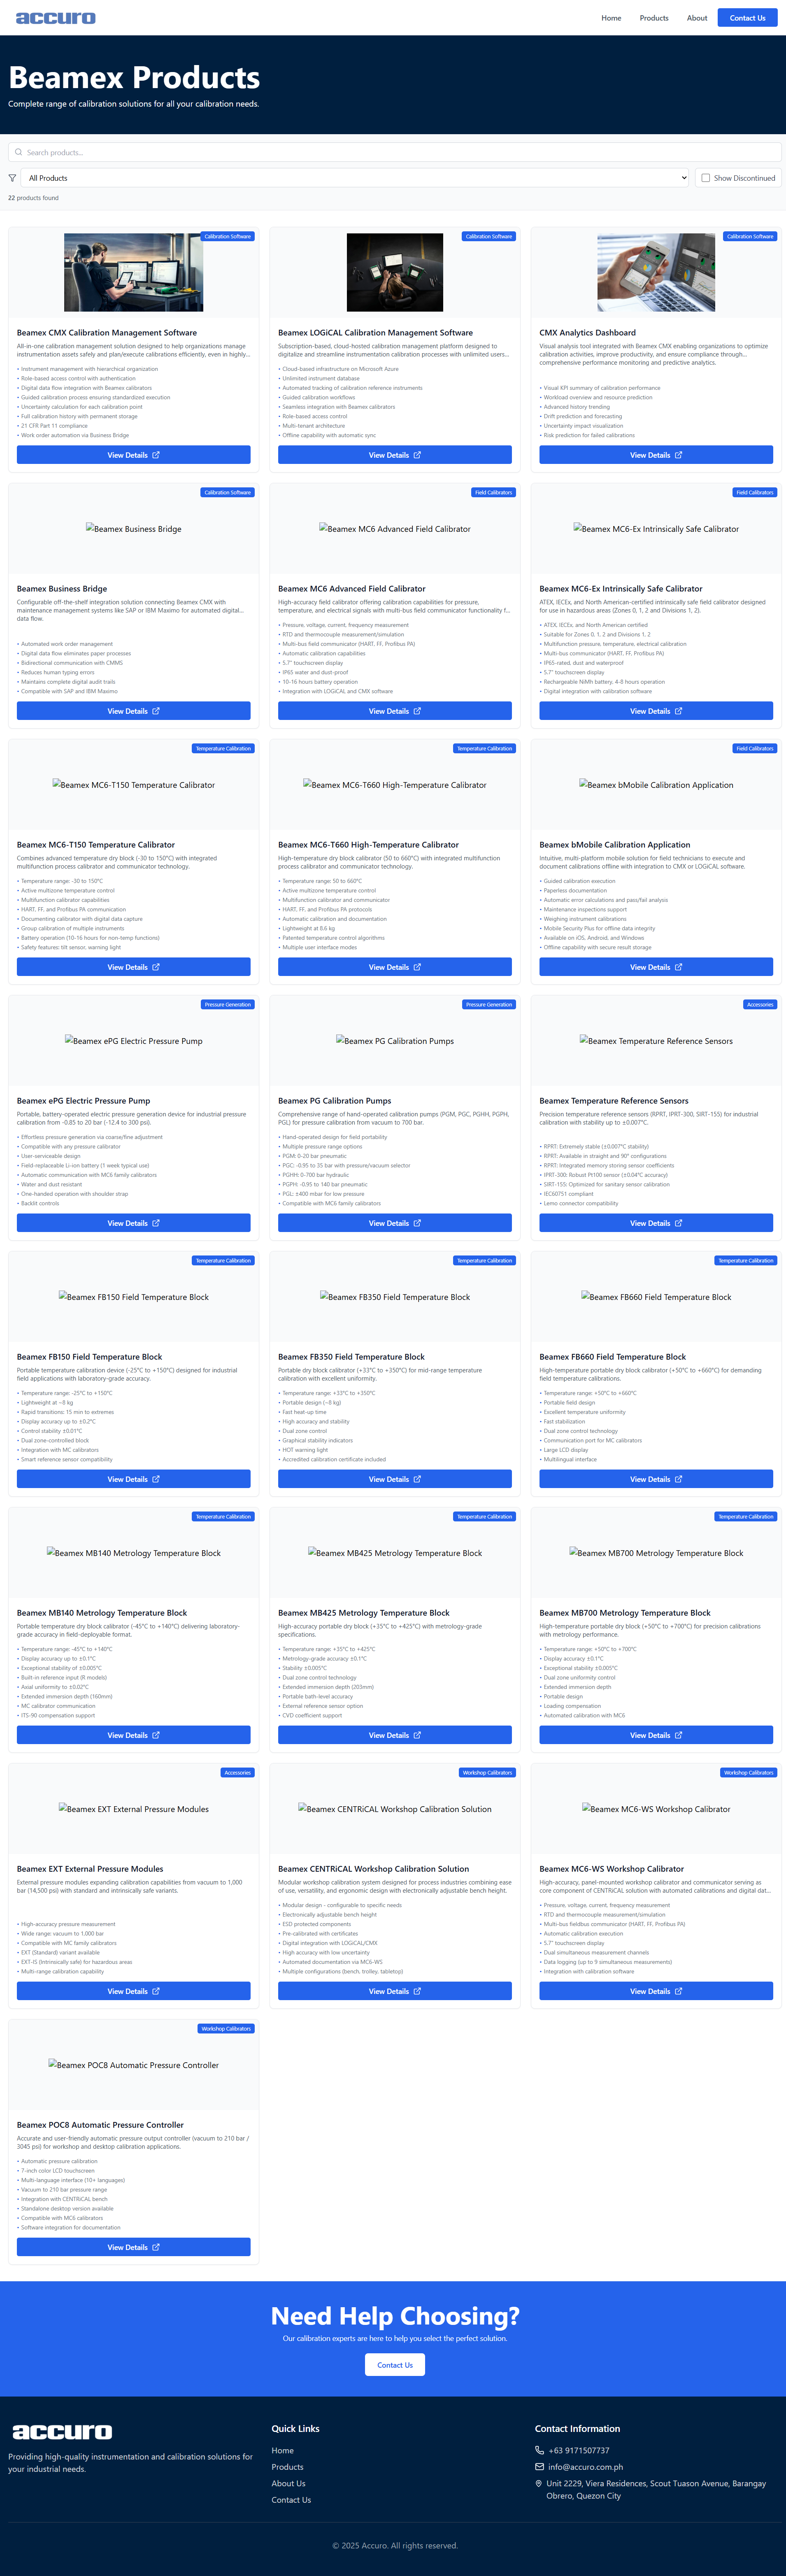 accuro
Home
Products
About
Contact Us
Beamex Products
Complete range of calibration solutions for all your calibration needs.
Search products...
All Products
Show Discontinued
22 products found
Calibration Software
Beamex CMX Calibration Management Software
All-in-one calibration management solution designed to help organizations manage
instrumentation assets safely and plan/execute calibrations efficiently, even in highly...
• Instrument management with hierarchical organization
• Role-based access control with authentication
• Digital data flow integration with Beamex calibrators
• Guided calibration process ensuring standardized execution
• Uncertainty calculation for each calibration point
• Full calibration history with permanent storage
• 21 CFR Part 11 compliance
• Work order automation via Business Bridge
View Details
Calibration Software
Beamex LOGiCAL Calibration Management Software
Subscription-based, cloud-hosted calibration management platform designed to
digitalize and streamline instrumentation calibration processes with unlimited users...
• Cloud-based infrastructure on Microsoft Azure
• Unlimited instrument database
• Automated tracking of calibration reference instruments
• Guided calibration workflows
• Seamless integration with Beamex calibrators
• Role-based access control
• Multi-tenant architecture
• Offline capability with automatic sync
View Details
Calibration Software
CMX Analytics Dashboard
Visual analysis tool integrated with Beamex CMX enabling organizations to optimize
calibration activities, improve productivity, and ensure compliance through
comprehensive performance monitoring and predictive analytics.
• Visual KPI summary of calibration performance
• Workload overview and resource prediction
• Advanced history trending
• Drift prediction and forecasting
• Uncertainty impact visualization
• Risk prediction for failed calibrations
View Details
Calibration Software
Beamex Business Bridge
Beamex Business Bridge
Configurable off-the-shelf integration solution connecting Beamex CMX with
maintenance management systems like SAP or IBM Maximo for automated digital
data flow.
• Automated work order management
• Digital data flow eliminates paper processes
• Bidirectional communication with CMMS
• Reduces human typing errors
• Maintains complete digital audit trails
• Compatible with SAP and IBM Maximo
View Details
Field Calibrators
Beamex MC6 Advanced Field Calibrator
Beamex MC6 Advanced Field Calibrator
High-accuracy field calibrator offering calibration capabilities for pressure,
temperature, and electrical signals with multi-bus field communicator functionality f...
• Pressure, voltage, current, frequency measurement
• RTD and thermocouple measurement/simulation
• Multi-bus field communicator (HART, FF, Profibus PA)
• Automatic calibration capabilities
• 5.7" touchscreen display
• IP65 water and dust-proof
• 10-16 hours battery operation
• Integration with LOGiCAL and CMX software
View Details
Field Calibrators
Beamex MC6-Ex Intrinsically Safe Calibrator
Beamex MC6-Ex Intrinsically Safe Calibrator
ATEX, IECEx, and North American-certified intrinsically safe field calibrator designed
for use in hazardous areas (Zones 0, 1, 2 and Divisions 1, 2).
• ATEX, IECEx, and North American certified
• Suitable for Zones 0, 1, 2 and Divisions 1, 2
• Multifunction pressure, temperature, electrical calibration
• Multi-bus communicator (HART, FF, Profibus PA)
• IP65-rated, dust and waterproof
• 5.7" touchscreen display
• Rechargeable NiMh battery, 4-8 hours operation
• Digital integration with calibration software
View Details
Temperature Calibration
Beamex MC6-T150 Temperature Calibrator
Beamex MC6-T150 Temperature Calibrator
Combines advanced temperature dry block (-30 to 150°C) with integrated
multifunction process calibrator and communicator technology.
• Temperature range: -30 to 150°C
• Active multizone temperature control
• Multifunction calibrator capabilities
• HART, FF, and Profibus PA communication
• Documenting calibrator with digital data capture
• Group calibration of multiple instruments
• Battery operation (10-16 hours for non-temp functions)
• Safety features: tilt sensor, warning light
View Details
Temperature Calibration
Beamex MC6-T660 High-Temperature Calibrator
Beamex MC6-T660 High-Temperature Calibrator
High-temperature dry block calibrator (50 to 660°C) with integrated multifunction
process calibrator and communicator technology.
• Temperature range: 50 to 660°C
• Active multizone temperature control
• Multifunction calibrator and communicator
• HART, FF, and Profibus PA protocols
• Automatic calibration and documentation
• Lightweight at 8.6 kg
• Patented temperature control algorithms
• Multiple user interface modes
View Details
Field Calibrators
Beamex bMobile Calibration Application
Beamex bMobile Calibration Application
Intuitive, multi-platform mobile solution for field technicians to execute and
document calibrations offline with integration to CMX or LOGiCAL software.
• Guided calibration execution
• Paperless documentation
• Automatic error calculations and pass/fail analysis
• Maintenance inspections support
• Weighing instrument calibrations
• Mobile Security Plus for offline data integrity
• Available on iOS, Android, and Windows
• Offline capability with secure result storage
View Details
Pressure Generation
Beamex ePG Electric Pressure Pump
Beamex ePG Electric Pressure Pump
Portable, battery-operated electric pressure generation device for industrial pressure
calibration from -0.85 to 20 bar (-12.4 to 300 psi).
• Effortless pressure generation via coarse/fine adjustment
• Compatible with any pressure calibrator
• User-serviceable design
• Field-replaceable Li-ion battery (1 week typical use)
• Automatic communication with MC6 family calibrators
• Water and dust resistant
• One-handed operation with shoulder strap
• Backlit controls
View Details
Pressure Generation
Beamex PG Calibration Pumps
Beamex PG Calibration Pumps
Comprehensive range of hand-operated calibration pumps (PGM, PGC, PGHH, PGPH,
PGL) for pressure calibration from vacuum to 700 bar.
• Hand-operated design for field portability
• Multiple pressure range options
• PGM: 0-20 bar pneumatic
• PGC: -0.95 to 35 bar with pressure/vacuum selector
• PGHH: 0-700 bar hydraulic
• PGPH: -0.95 to 140 bar pneumatic
• PGL: ±400 mbar for low pressure
• Compatible with MC6 family calibrators
View Details
Accessories
Beamex Temperature Reference Sensors
Beamex Temperature Reference Sensors
Precision temperature reference sensors (RPRT, IPRT-300, SIRT-155) for industrial
calibration with stability up to ±0.007°C.
• RPRT: Extremely stable (±0.007°C stability)
• RPRT: Available in straight and 90° configurations
• RPRT: Integrated memory storing sensor coefficients
• IPRT-300: Robust Pt100 sensor (±0.04°C accuracy)
• SIRT-155: Optimized for sanitary sensor calibration
• IEC60751 compliant
• Lemo connector compatibility
View Details
Temperature Calibration
Beamex FB150 Field Temperature Block
Beamex FB150 Field Temperature Block
Portable temperature calibration device (-25°C to +150°C) designed for industrial
field applications with laboratory-grade accuracy.
• Temperature range: -25°C to +150°C
• Lightweight at ~8 kg
• Rapid transitions: 15 min to extremes
• Display accuracy up to ±0.2°C
• Control stability ±0.01°C
• Dual zone-controlled block
• Integration with MC calibrators
• Smart reference sensor compatibility
View Details
Temperature Calibration
Beamex FB350 Field Temperature Block
Beamex FB350 Field Temperature Block
Portable dry block calibrator (+33°C to +350°C) for mid-range temperature
calibration with excellent uniformity.
• Temperature range: +33°C to +350°C
• Portable design (~8 kg)
• Fast heat-up time
• High accuracy and stability
• Dual zone control
• Graphical stability indicators
• HOT warning light
• Accredited calibration certificate included
View Details
Temperature Calibration
Beamex FB660 Field Temperature Block
Beamex FB660 Field Temperature Block
High-temperature portable dry block calibrator (+50°C to +660°C) for demanding
field temperature calibrations.
• Temperature range: +50°C to +660°C
• Portable field design
• Excellent temperature uniformity
• Fast stabilization
• Dual zone control technology
• Communication port for MC calibrators
• Large LCD display
• Multilingual interface
View Details
Temperature Calibration
Beamex MB140 Metrology Temperature Block
Beamex MB140 Metrology Temperature Block
Portable temperature dry block calibrator (-45°C to +140°C) delivering laboratory-
grade accuracy in field-deployable format.
• Temperature range: -45°C to +140°C
• Display accuracy up to ±0.1°C
• Exceptional stability of ±0.005°C
• Built-in reference input (R models)
• Axial uniformity to ±0.02°C
• Extended immersion depth (160mm)
• MC calibrator communication
• ITS-90 compensation support
View Details
Temperature Calibration
Beamex MB425 Metrology Temperature Block
Beamex MB425 Metrology Temperature Block
High-accuracy portable dry block (+35°C to +425°C) with metrology-grade
specifications.
• Temperature range: +35°C to +425°C
• Metrology-grade accuracy ±0.1°C
• Stability ±0.005°C
• Dual zone control technology
• Extended immersion depth (203mm)
• Portable bath-level accuracy
• External reference sensor option
• CVD coefficient support
View Details
Temperature Calibration
Beamex MB700 Metrology Temperature Block
Beamex MB700 Metrology Temperature Block
High-temperature portable dry block (+50°C to +700°C) for precision calibrations
with metrology performance.
• Temperature range: +50°C to +700°C
• Display accuracy ±0.1°C
• Exceptional stability ±0.005°C
• Dual zone uniformity control
• Extended immersion depth
• Portable design
• Loading compensation
• Automated calibration with MC6
View Details
Accessories
Beamex EXT External Pressure Modules
Beamex EXT External Pressure Modules
External pressure modules expanding calibration capabilities from vacuum to 1,000
bar (14,500 psi) with standard and intrinsically safe variants.
• High-accuracy pressure measurement
• Wide range: vacuum to 1,000 bar
• Compatible with MC family calibrators
• EXT (Standard) variant available
• EXT-IS (Intrinsically safe) for hazardous areas
• Multi-range calibration capability
View Details
Workshop Calibrators
Beamex CENTRiCAL Workshop Calibration Solution
Beamex CENTRiCAL Workshop Calibration Solution
Modular workshop calibration system designed for process industries combining ease
of use, versatility, and ergonomic design with electronically adjustable bench height.
• Modular design - configurable to specific needs
• Electronically adjustable bench height
• ESD protected components
• Pre-calibrated with certificates
• Digital integration with LOGiCAL/CMX
• High accuracy with low uncertainty
• Automated documentation via MC6-WS
• Multiple configurations (bench, trolley, tabletop)
View Details
Workshop Calibrators
Beamex MC6-WS Workshop Calibrator
Beamex MC6-WS Workshop Calibrator
High-accuracy, panel-mounted workshop calibrator and communicator serving as
core component of CENTRiCAL solution with automated calibrations and digital dat...
• Pressure, voltage, current, frequency measurement
• RTD and thermocouple measurement/simulation
• Multi-bus fieldbus communicator (HART, FF, Profibus PA)
• Automatic calibration execution
• 5.7" touchscreen display
• Dual simultaneous measurement channels
• Data logging (up to 9 simultaneous measurements)
• Integration with calibration software
View Details
Workshop Calibrators
Beamex POC8 Automatic Pressure Controller
Beamex POC8 Automatic Pressure Controller
Accurate and user-friendly automatic pressure output controller (vacuum to 210 bar /
3045 psi) for workshop and desktop calibration applications.
• Automatic pressure calibration
• 7-inch color LCD touchscreen
• Multi-language interface (10+ languages)
• Vacuum to 210 bar pressure range
• Integration with CENTRiCAL bench
• Standalone desktop version available
• Compatible with MC6 calibrators
• Software integration for documentation
View Details
Need Help Choosing?
Our calibration experts are here to help you select the perfect solution.
Contact Us
accuro
Providing high-quality instrumentation and calibration solutions for
your industrial needs.
Quick Links
Home
Products
About Us
Contact Us
Contact Information
+63 9171507737
info@accuro.com.ph
Unit 2229, Viera Residences, Scout Tuason Avenue, Barangay
Obrero, Quezon City
© 2025 Accuro. All rights reserved.